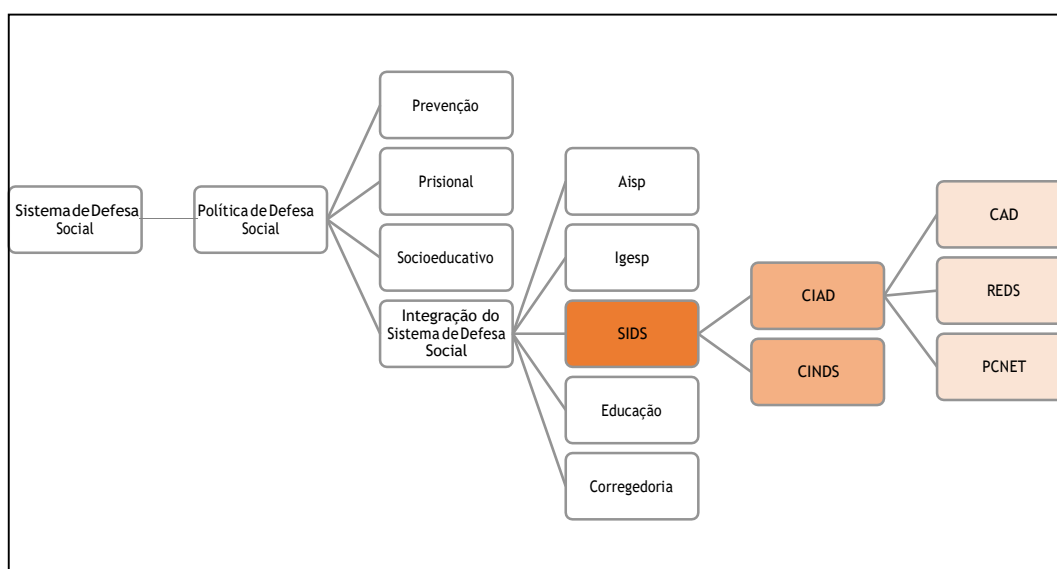 Sistema de Defesa
Social
Política de Defesa
Social
Prevenção
Prisional
Socioeducativo
Integração do
Sistema de Defesa
Social
Aisp
Igesp
SIDS
Educação
Corregedoria
CIAD
CINDS
CAD
REDS
PCNET